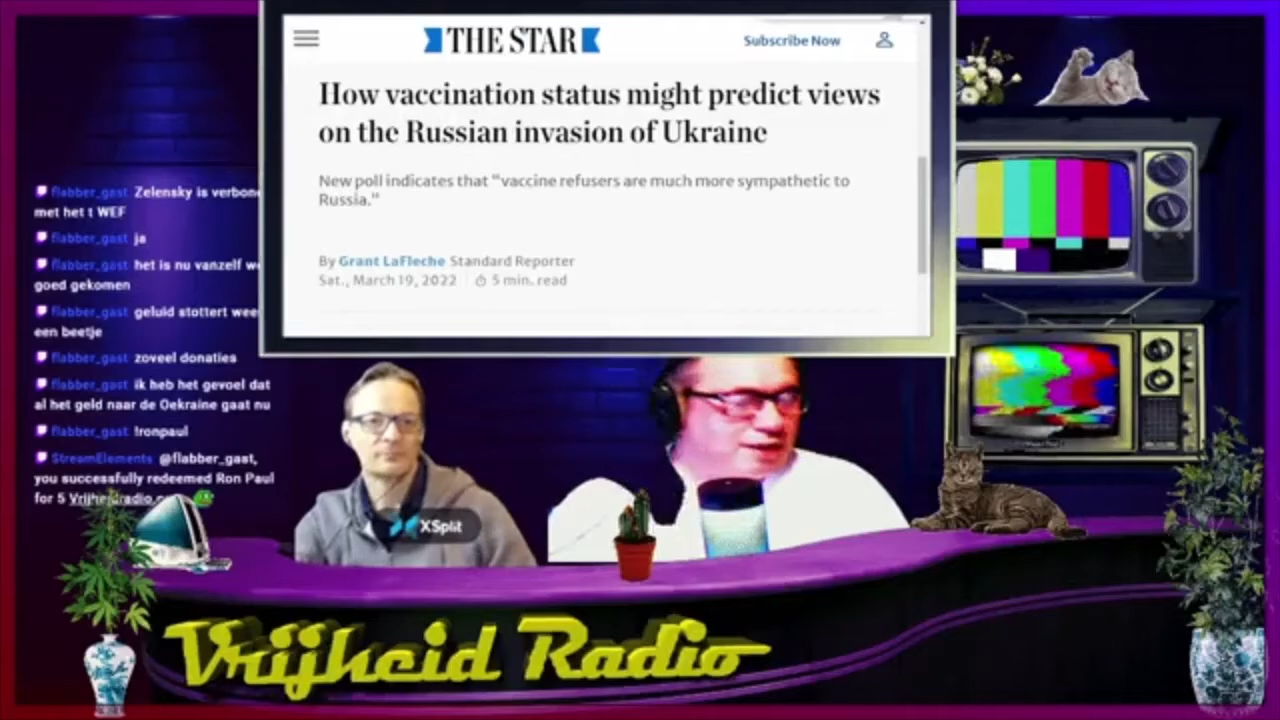 THE STAR
Subscribe Now
How vaccination status might predict views
on the Russian invasion of Ukraine
New poll indicates that "vaccine refusers are much more sympathetic to
Russia."
By Grant LaFleche Standard Reporter
Sat., March 19, 2022 5 min. read
flabber_gast Zelensky is
met het t WEF
flabber_gast ja
flabber_gast het is nu vanzelf
goed gekomen
flabber_gast geluid stottert
een beetje
flabber_gast zoveel donaties
flabber_gast ik heb het gevoel dat
al het geld naar de Oekraine gaat nu
flabber_gast !ronpaul
StreamElements @flabber_gast,
you successfully redeemed Ron Paul
for 5
XSplit
Vrijheid Radio